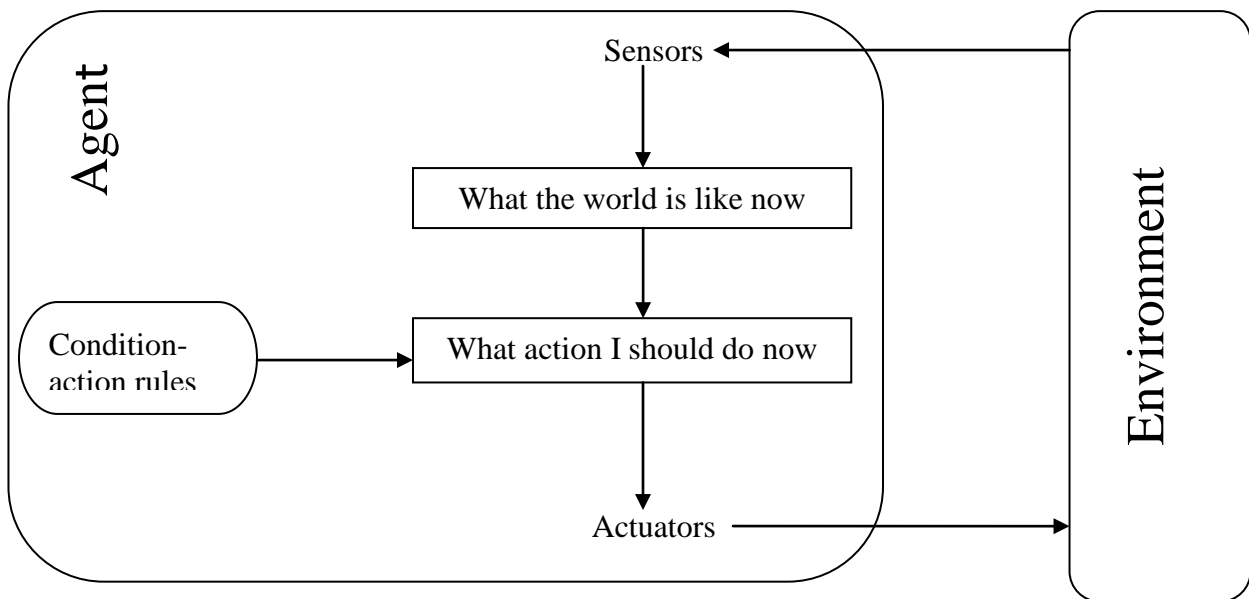 Agent
Sensors
What the world is like now
Condition-
action rules
What action I should do now
Actuators
Environment